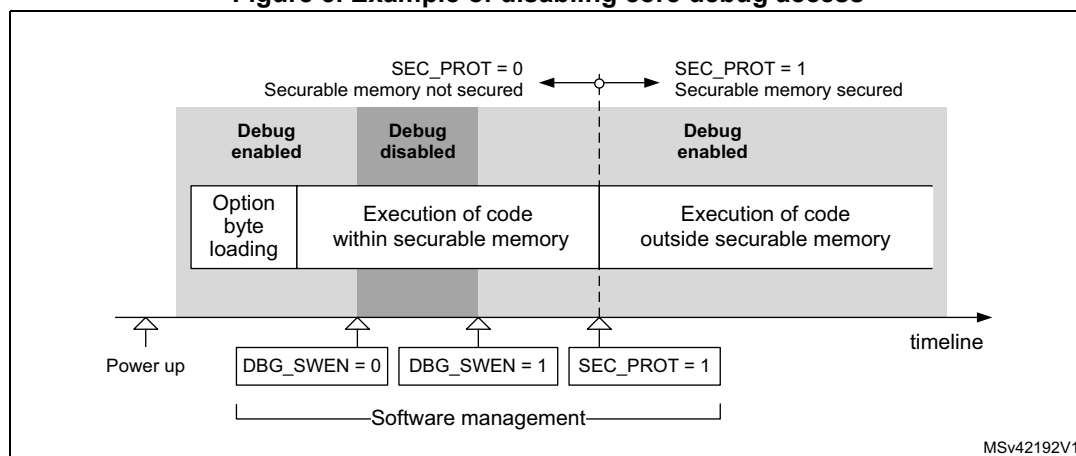 Example of disabling core debug access
SEC_PROT = 0
Securable memory not secured
SEC_PROT = 1
Securable memory secured
Debug
enabled
Debug
disabled
Debug
enabled
Option
byte
loading
Execution of code
within securable memory
Execution of code
outside securable memory
timeline
Power up
DBG_SWEN = 0
DBG_SWEN = 1
SEC_PROT = 1
Software management
MSv42192V1